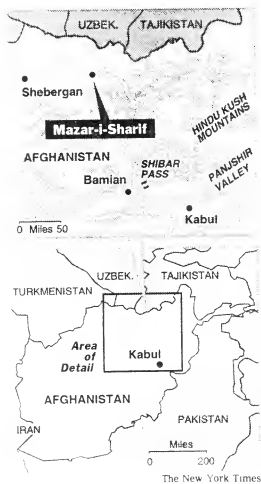 UZBEK.
TAJIKISTAN
Shebergan
Mazar-i-Sharif
HINDU KUSH
MOUNTAINS
AFGHANISTAN
SHIBAR
PASS
PANJSHIR
VALLEY
Bamian
Kabul
0 Miles 50
UZBEK.
TAJIKISTAN
TURKMENISTAN
Area
of
Detail
Kabul
AFGHANISTAN
IRAN
PAKISTAN
Miles
0 200
The New York Times